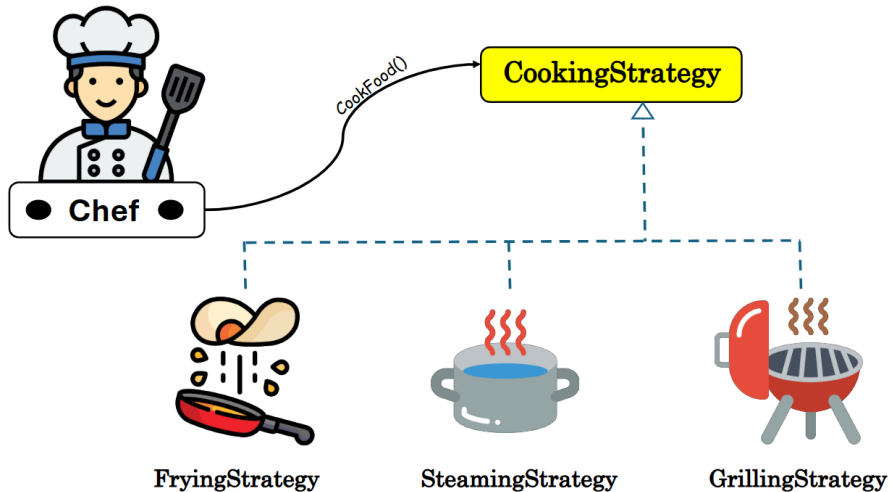 CookFood()
CookingStrategy
Chef
FryingStrategy
SteamingStrategy
GrillingStrategy